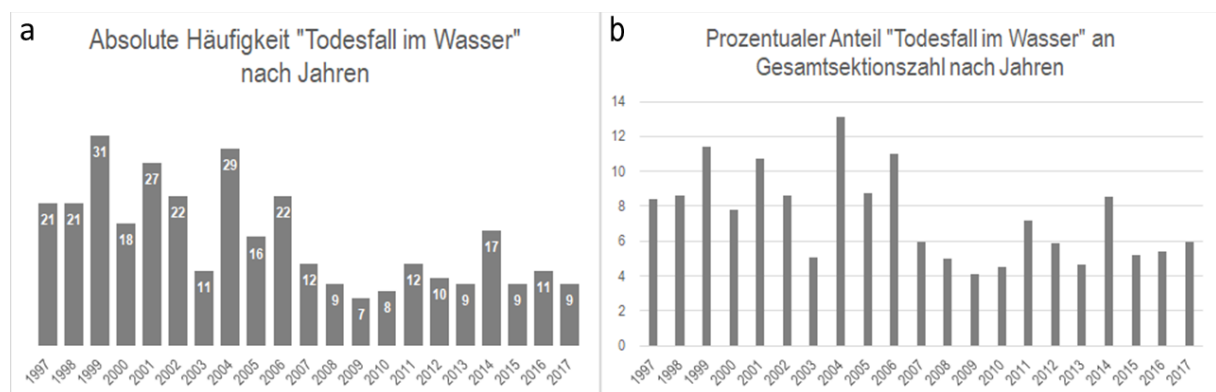 a
Absolute Häufigkeit "Todesfall im Wasser"
nach Jahren
21 21 31 18 27 22 11 29 16 22 12 9 7 8 12 10 9 17 9 11 9
1997 1998 1999 2000 2001 2002 2003 2004 2005 2006 2007 2008 2009 2010 2011 2012 2013 2014 2015 2016 2017
b
Prozentualer Anteil "Todesfall im Wasser" an
Gesamtsektionszahl nach Jahren
14
12
10
8
6
4
2
0
1997 1998 1999 2000 2001 2002 2003 2004 2005 2006 2007 2008 2009 2010 2011 2012 2013 2014 2015 2016 2017